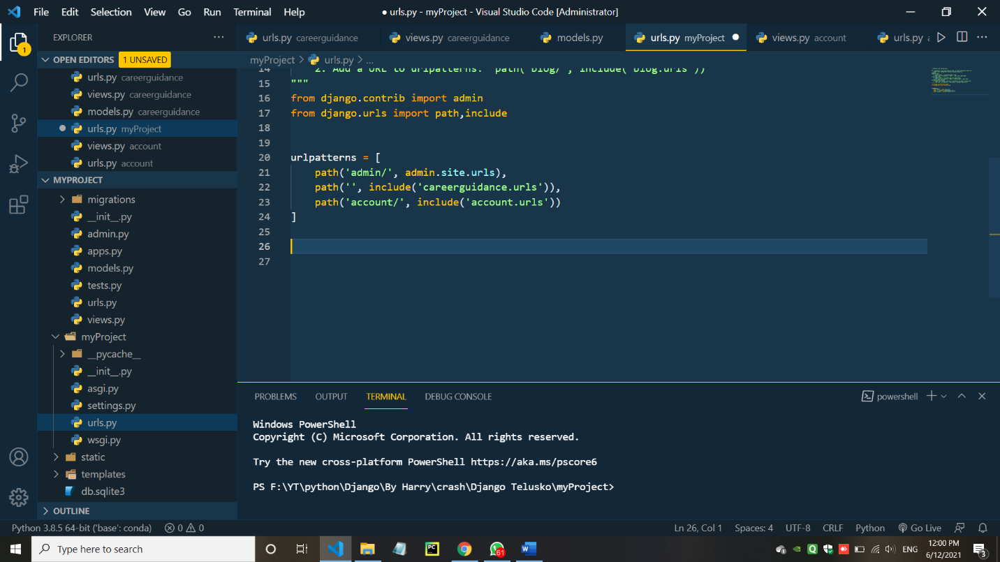 File Edit Selection View Go Run Terminal Help
● urls.py - myProject - Visual Studio Code [Administrator]
EXPLORER
urls.py careerguidance
views.py careerguidance
models.py
urls.py myProject
views.py account
urls.py
1
OPEN EDITORS 1 UNSAVED
urls.py careerguidance
views.py careerguidance
models.py careerguidance
urls.py myProject
views.py account
urls.py account
MYPROJECT
migrations
__init__.py
admin.py
apps.py
models.py
tests.py
urls.py
views.py
myProject
__pycache__
__init__.py
asgi.py
settings.py
urls.py
wsgi.py
static
templates
db.sqlite3
OUTLINE
myProject > urls.py > ...
14 2. Add a URL to urlpatterns: path('blog/', include('blog.urls'))
15 """
16 from django.contrib import admin
17 from django.urls import path,include
18
19
20 urlpatterns = [
21 path('admin/', admin.site.urls),
22 path('', include('careerguidance.urls')),
23 path('account/', include('account.urls'))
24 ]
25
26
27
PROBLEMS OUTPUT TERMINAL DEBUG CONSOLE
powershell
Windows PowerShell
Copyright (C) Microsoft Corporation. All rights reserved.
Try the new cross-platform PowerShell https://aka.ms/pscore6
PS F:\YT\python\Django\By Harry\crash\Django Telusko\myProject>
Python 3.8.5 64-bit ('base': conda) 0 0
Ln 26, Col 1 Spaces: 4 UTF-8 CRLF Python Go Live
Type here to search
PC
61
Q
ENG
12:00 PM
6/12/2021
3